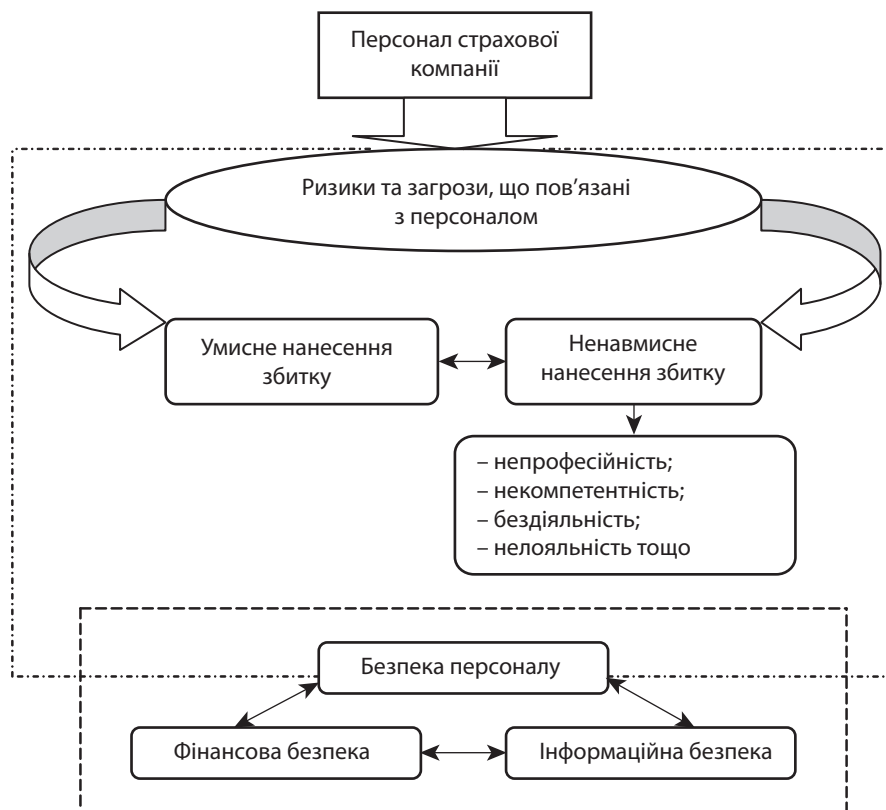 Персонал страхової
компанії
Ризики та загрози, що пов’язані
з персоналом
Умисне нанесення
збитку
Ненавмисне
нанесення збитку
– непрофесійність;
– некомпетентність;
– бездіяльність;
– нелояльність тощо
Безпека персоналу
Фінансова безпека
Інформаційна безпека